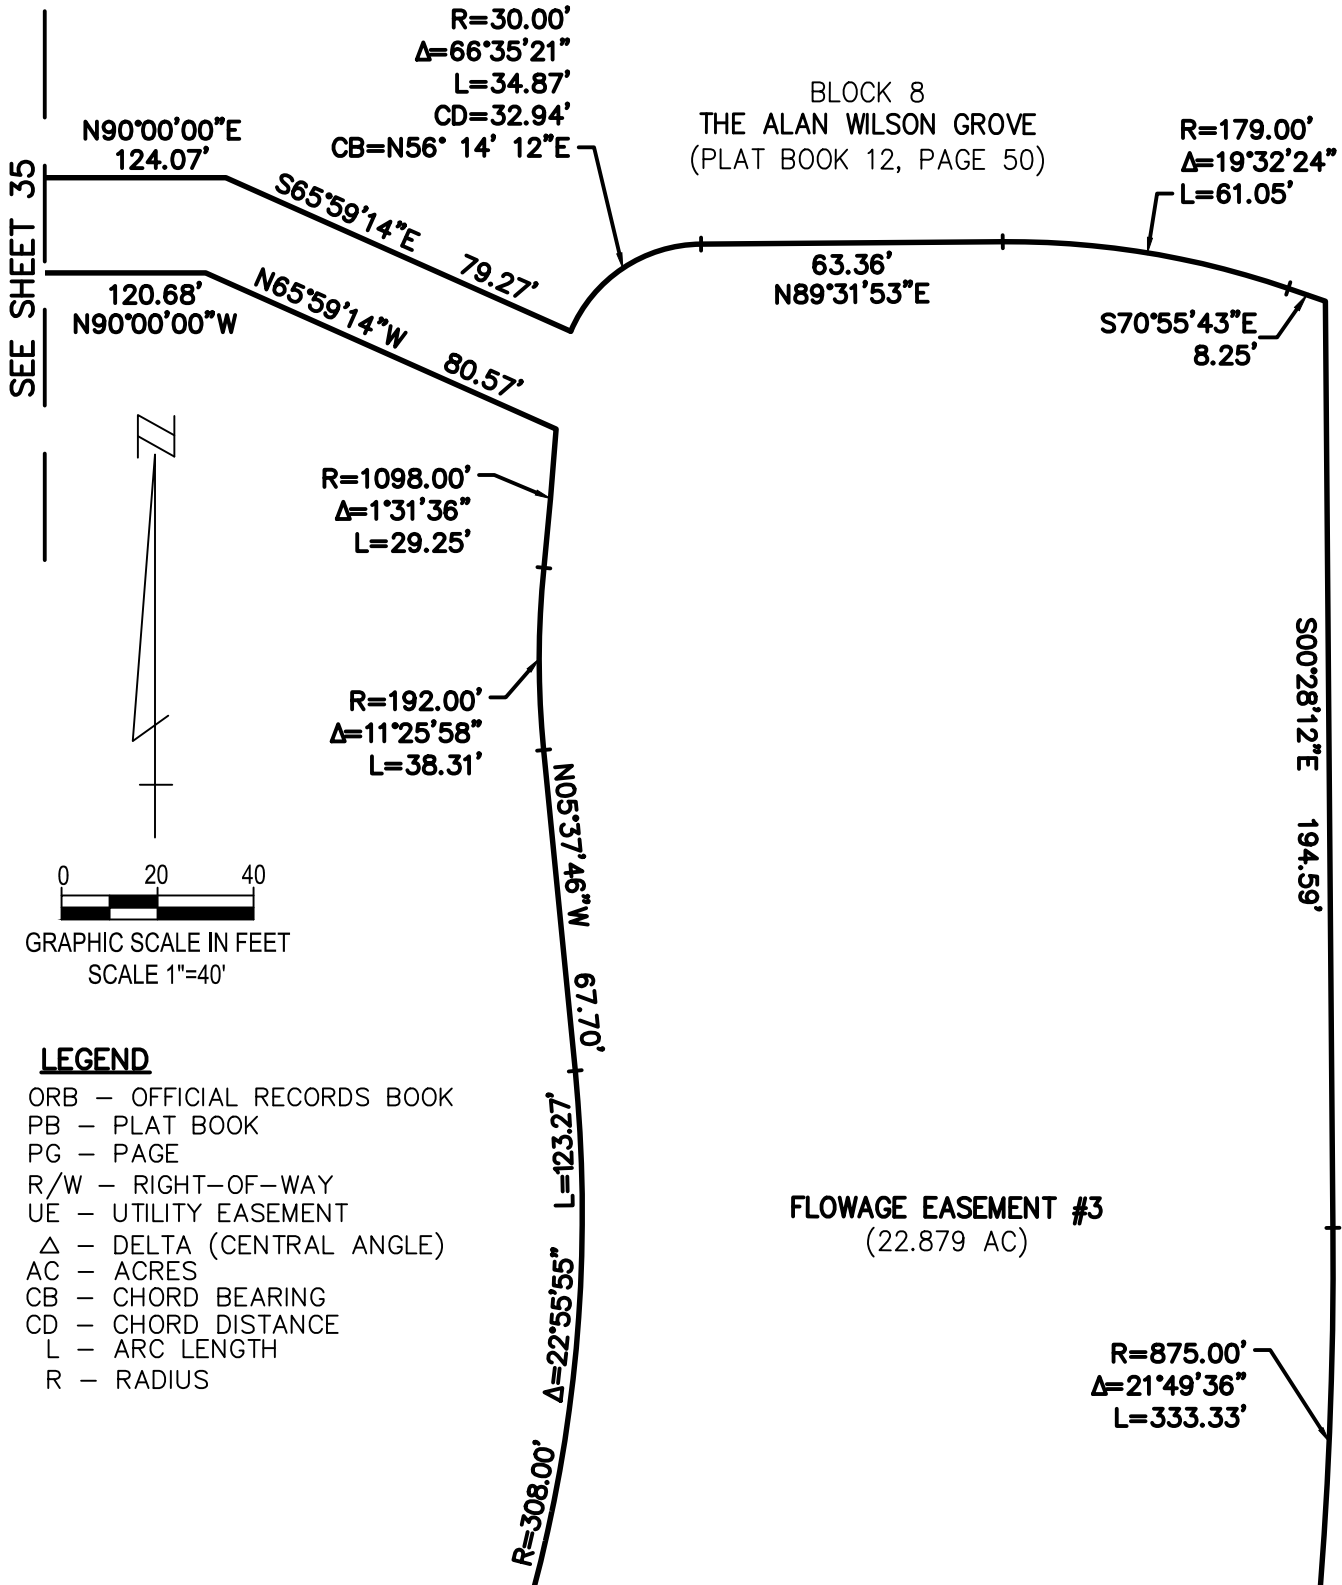 R=30.00'
Δ=66°35'21"
L=34.87'
CD=32.94'
CB=N56° 14' 12"E
BLOCK 8
THE ALAN WILSON GROVE
(PLAT BOOK 12, PAGE 50)
R=179.00'
Δ=19°32'24"
L=61.05'
N90°00'00"E
124.07'
SEE SHEET 35
S65°59'14"E
79.27'
63.36'
N89°31'53"E
120.68'
N90°00'00"W
N65°59'14"W
80.57'
S70°55'43"E
8.25'
N
R=1098.00'
Δ=1°31'36"
L=29.25'
R=192.00'
Δ=11°25'58"
L=38.31'
S00°28'12"E 194.59'
N05°37'46"W 67.70'
0 20 40
GRAPHIC SCALE IN FEET
SCALE 1"=40'
LEGEND
ORB – OFFICIAL RECORDS BOOK
PB – PLAT BOOK
PG – PAGE
R/W – RIGHT–OF–WAY
UE – UTILITY EASEMENT
△ – DELTA (CENTRAL ANGLE)
AC – ACRES
CB – CHORD BEARING
CD – CHORD DISTANCE
L – ARC LENGTH
R – RADIUS
R=308.00' Δ=22°55'55" L=123.27'
FLOWAGE EASEMENT #3
(22.879 AC)
R=875.00'
Δ=21°49'36"
L=333.33'